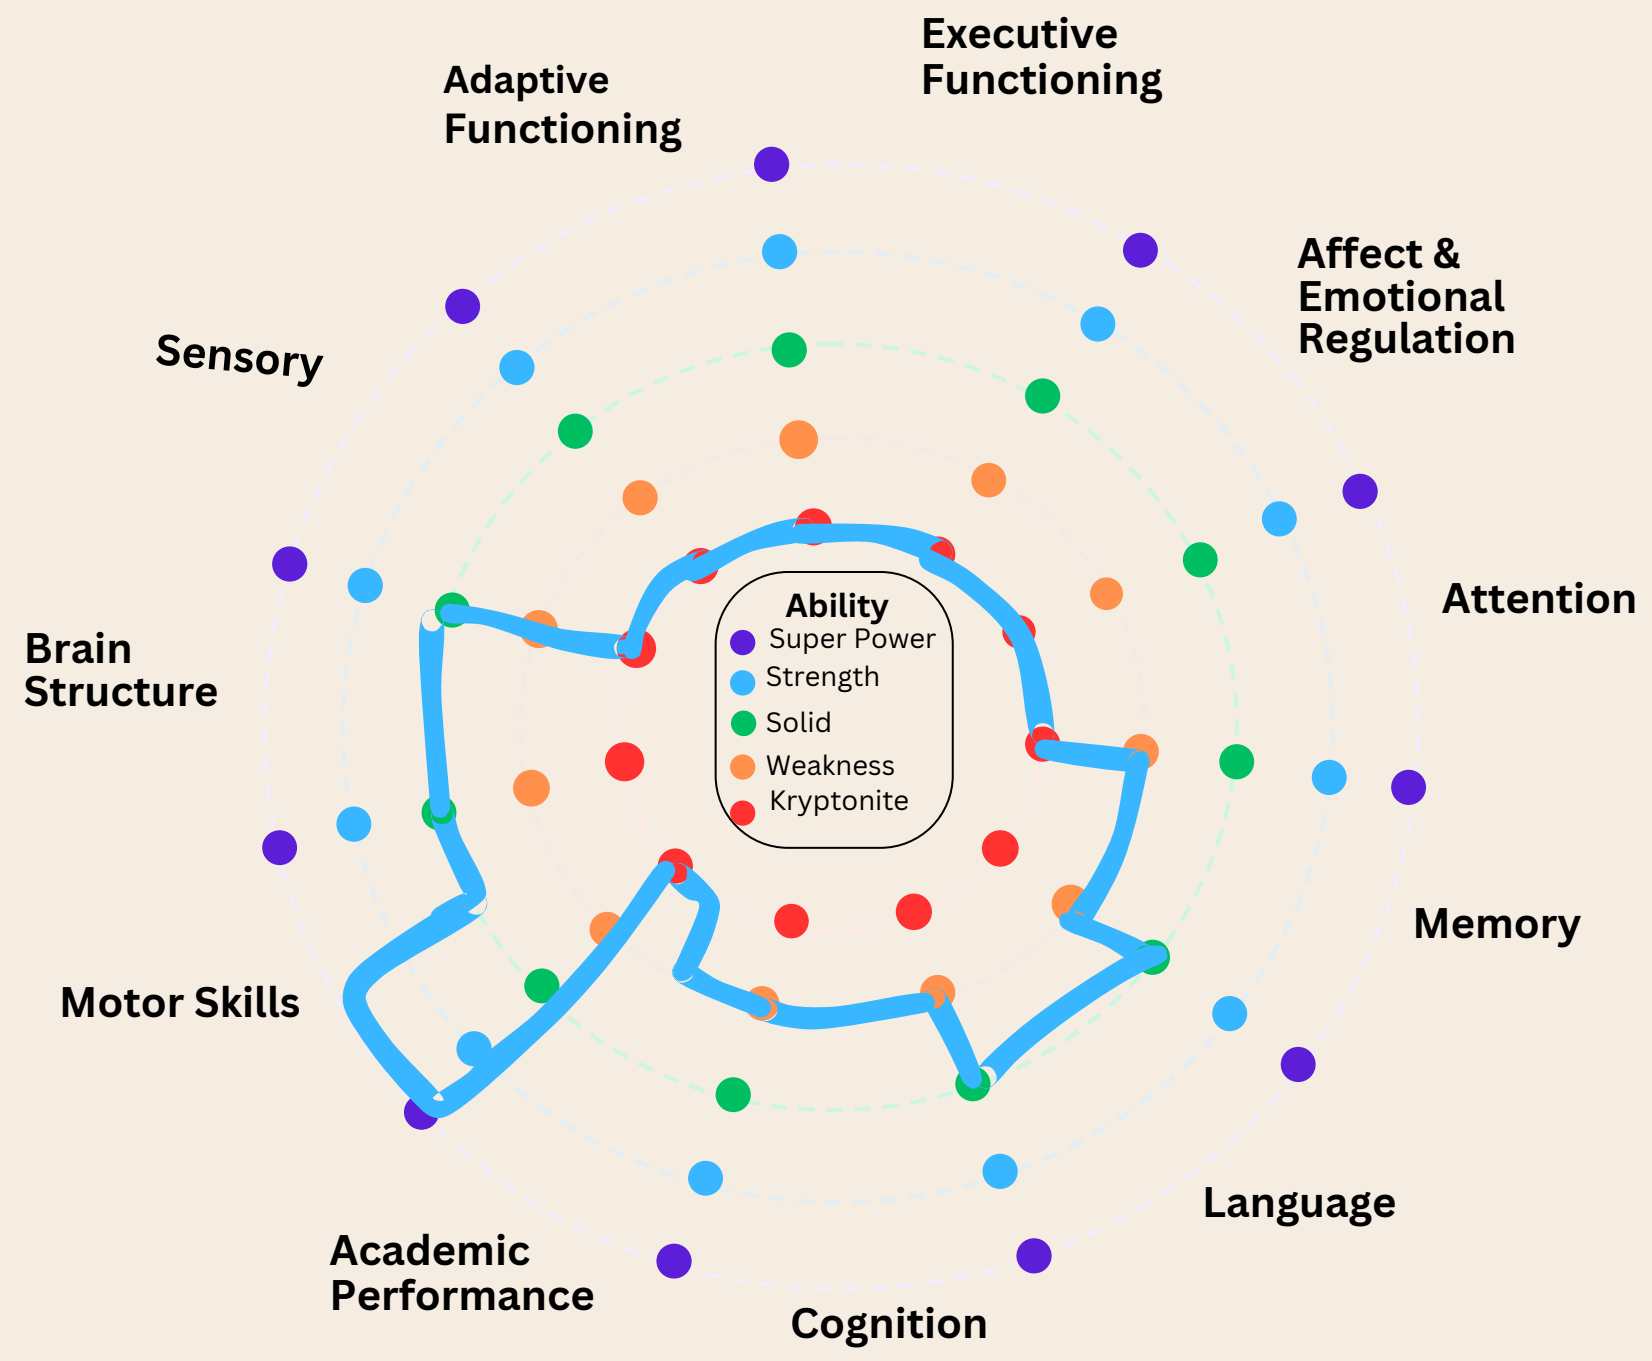 Executive
Functioning
Adaptive
Functioning
Affect &
Emotional
Regulation
Sensory
Attention
Brain
Structure
Ability
Super Power
Strength
Solid
Weakness
Kryptonite
Memory
Motor Skills
Language
Academic
Performance
Cognition